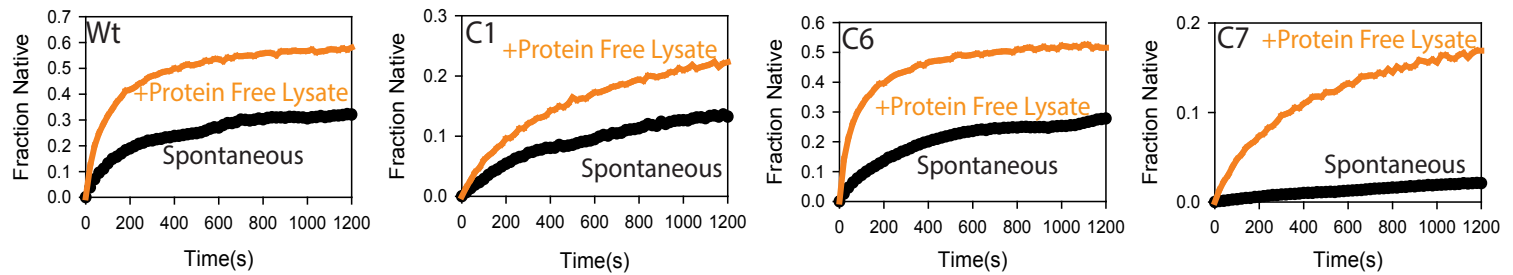 Wt
Fraction Native
0.7
0.6
0.5
0.4
0.3
0.2
0.1
0.0
+Protein Free Lysate
Spontaneous
0 200 400 600 800 1000 1200
Time(s)
C1
Fraction Native
0.3
0.2
0.1
0.0
+Protein Free Lysate
Spontaneous
0 200 400 600 800 1000 1200
Time(s)
C6
Fraction Native
0.6
0.5
0.4
0.3
0.2
0.1
0.0
+Protein Free Lysate
Spontaneous
0 200 400 600 800 1000 1200
Time(s)
C7
Fraction Native
0.2
0.1
0.0
+Protein Free Lysate
Spontaneous
0 200 400 600 800 1000 1200
Time(s)